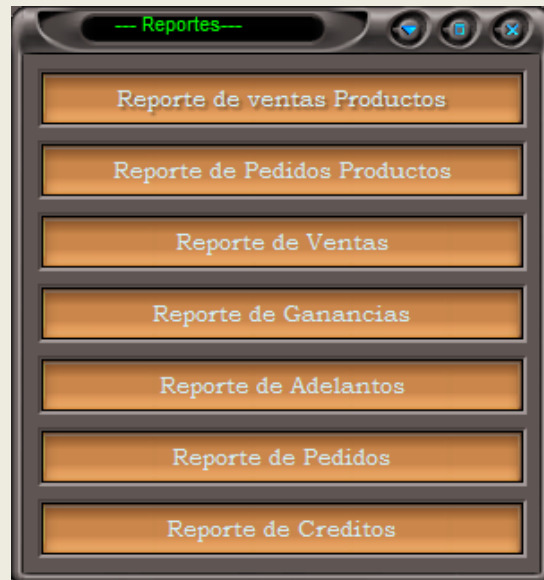 --- Reportes---
Reporte de ventas Productos
Reporte de Pedidos Productos
Reporte de Ventas
Reporte de Ganancias
Reporte de Adelantos
Reporte de Pedidos
Reporte de Creditos